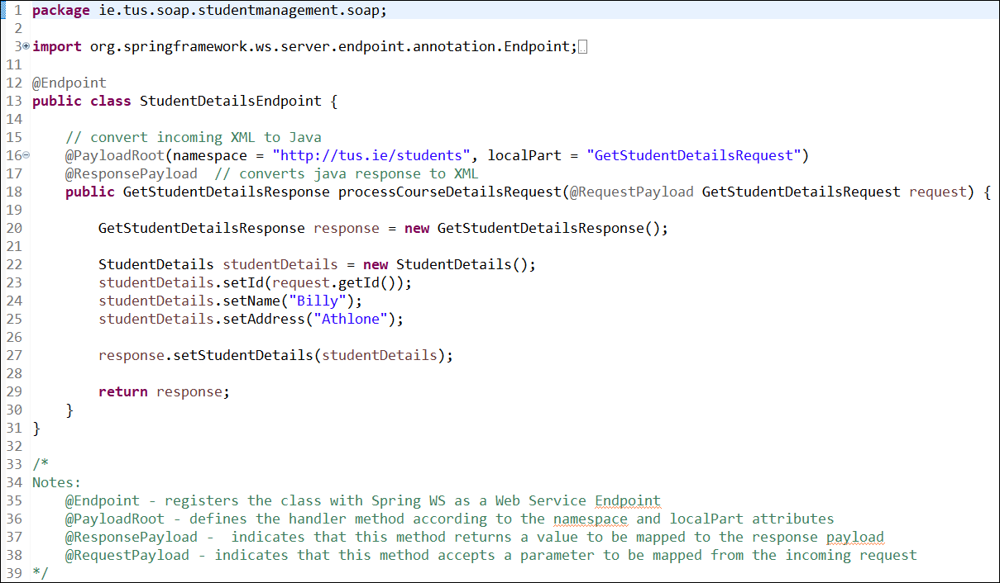 1 package ie.tus.soap.studentmanagement.soap;
2
3 import org.springframework.ws.server.endpoint.annotation.Endpoint;
11
12 @Endpoint
13 public class StudentDetailsEndpoint {
14
15     // convert incoming XML to Java
16     @PayloadRoot(namespace = "http://tus.ie/students", localPart = "GetStudentDetailsRequest")
17     @ResponsePayload  // converts java response to XML
18     public GetStudentDetailsResponse processCourseDetailsRequest(@RequestPayload GetStudentDetailsRequest request) {
19
20         GetStudentDetailsResponse response = new GetStudentDetailsResponse();
21
22         StudentDetails studentDetails = new StudentDetails();
23         studentDetails.setId(request.getId());
24         studentDetails.setName("Billy");
25         studentDetails.setAddress("Athlone");
26
27         response.setStudentDetails(studentDetails);
28
29         return response;
30     }
31 }
32
33 /*
34 Notes:
35     @Endpoint - registers the class with Spring WS as a Web Service Endpoint
36     @PayloadRoot - defines the handler method according to the namespace and localPart attributes
37     @ResponsePayload -  indicates that this method returns a value to be mapped to the response payload
38     @RequestPayload - indicates that this method accepts a parameter to be mapped from the incoming request
39 */